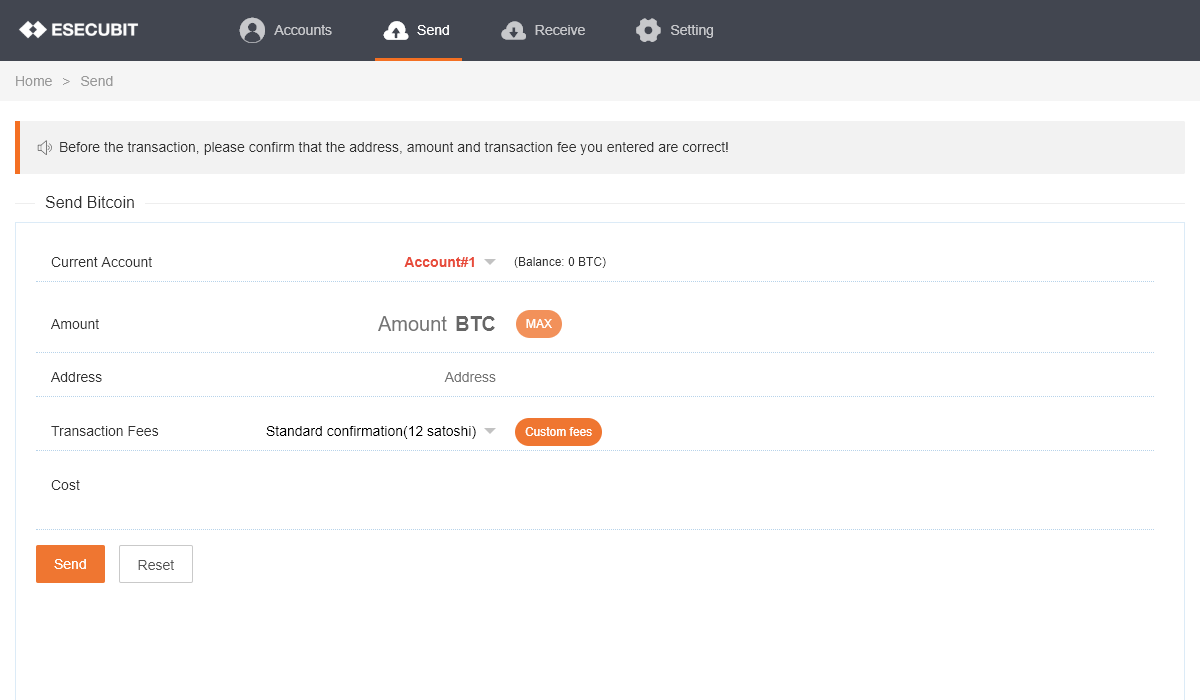 ESECUBIT
Accounts
Send
Receive
Setting
Home > Send
Before the transaction, please confirm that the address, amount and transaction fee you entered are correct!
Send Bitcoin
Current Account Account#1 (Balance: 0 BTC)
Amount Amount BTC MAX
Address Address
Transaction Fees Standard confirmation(12 satoshi) Custom fees
Cost
Send Reset